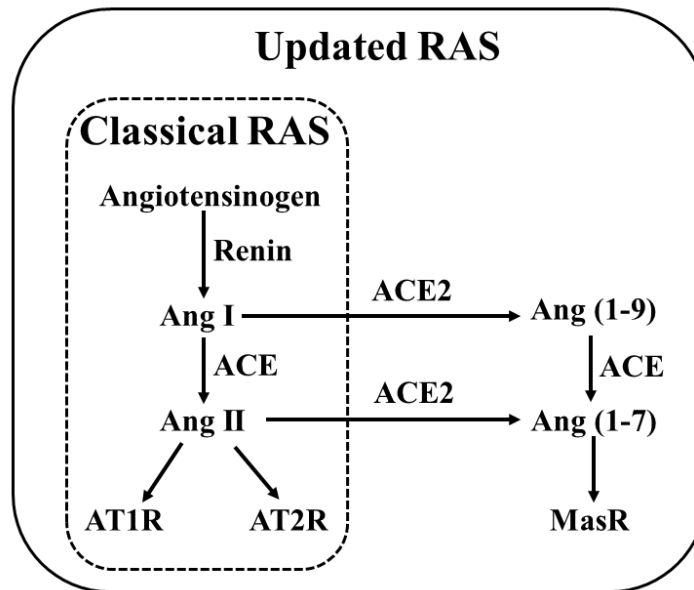 Updated RAS
Classical RAS
Angiotensinogen
Renin
Ang I
ACE2
Ang (1-9)
ACE
ACE
Ang II
ACE2
Ang (1-7)
AT1R
AT2R
MasR